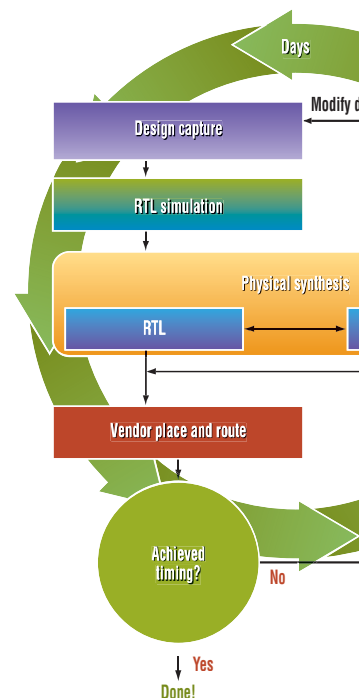 Days
Modify d
Design capture
RTL simulation
Physical synthesis
RTL
Vendor place and route
Achieved
timing?
No
Yes
Done!